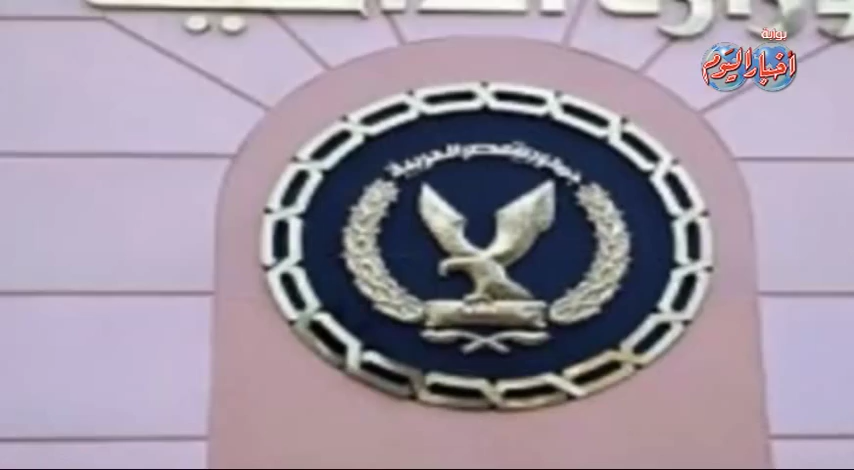 بوابة
أخبار اليوم
جمهورية مصر العربية